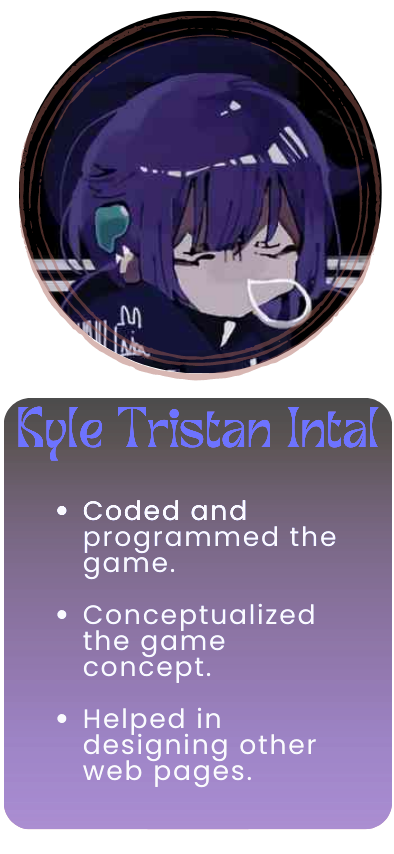 Kyle Tristan Intal
• Coded and
programmed the
game.
• Conceptualized
the game
concept.
• Helped in
designing other
web pages.